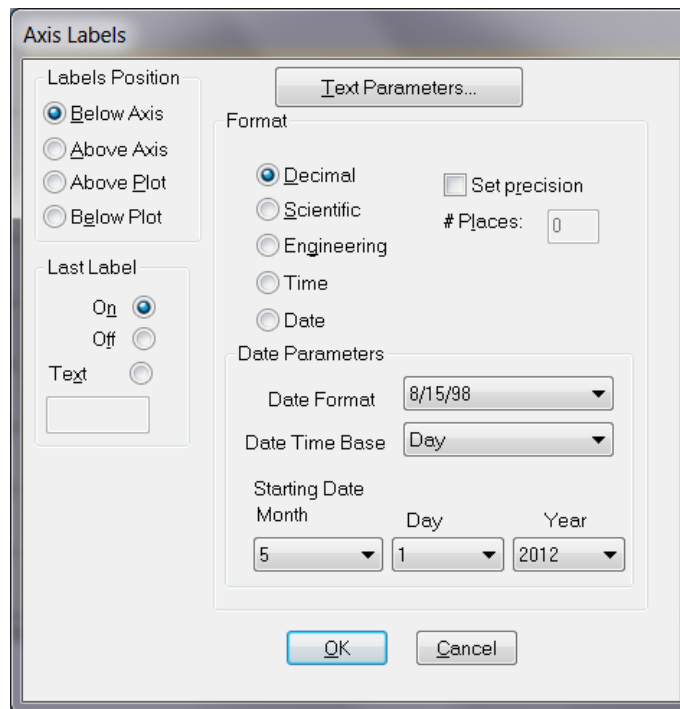 Axis Labels
Labels Position
Below Axis
Above Axis
Above Plot
Below Plot
Last Label
On
Off
Text
Text Parameters...
Format
Decimal
Scientific
Engineering
Time
Date
Set precision
# Places: 0
Date Parameters
Date Format 8/15/98
Date Time Base Day
Starting Date
Month Day Year
5 1 2012
OK Cancel